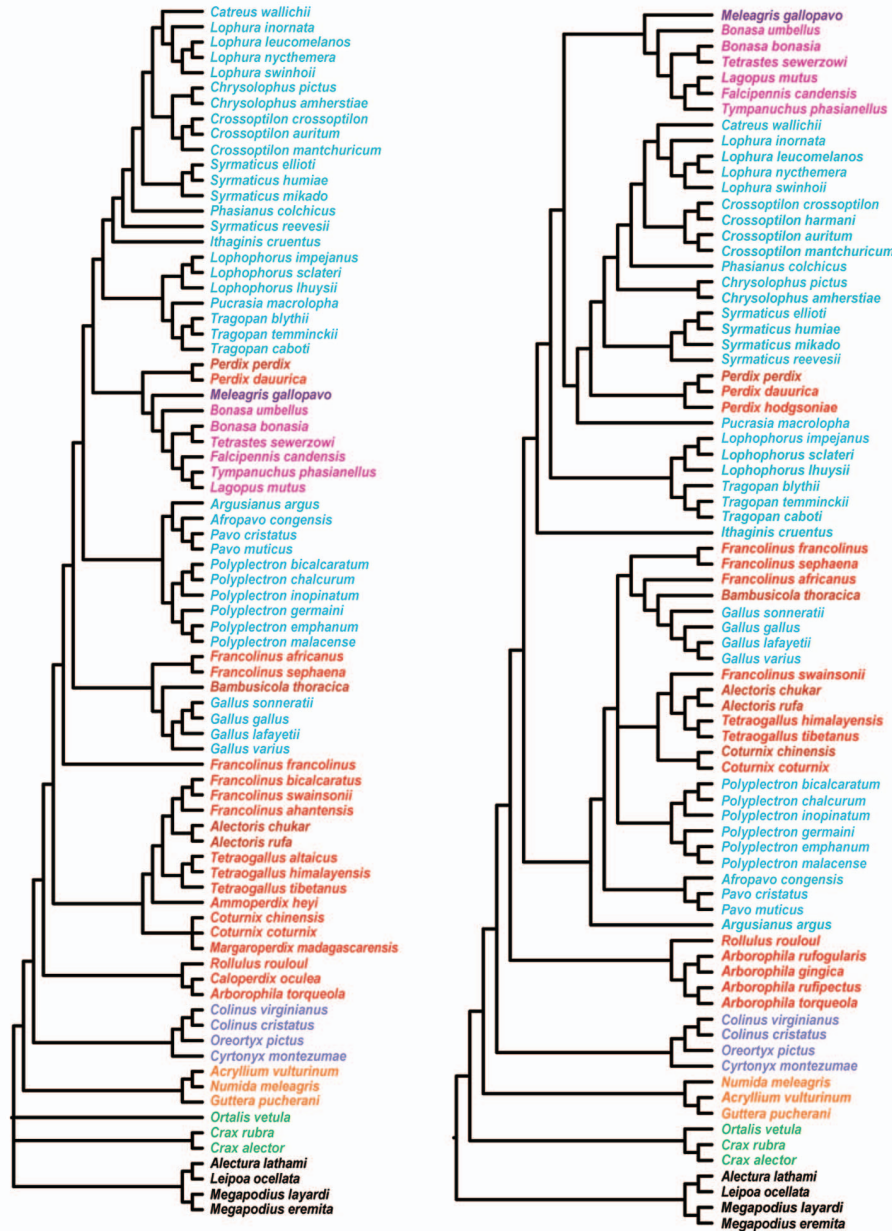 Catreus wallichii
Lophura inornata
Lophura leucomelanos
Lophura nycthemera
Lophura swinhoii
Chrysolophus pictus
Chrysolophus amherstiae
Crossoptilon crossoptilon
Crossoptilon auritum
Crossoptilon mantchuricum
Syrmaticus ellioti
Syrmaticus humiae
Syrmaticus mikado
Phasianus colchicus
Syrmaticus reevesii
Ithaginis cruentus
Lophophorus impejanus
Lophophorus sclateri
Lophophorus lhuysii
Pucrasia macrolopha
Tragopan blythii
Tragopan temminckii
Tragopan caboti
Perdix perdix
Perdix dauurica
Meleagris gallopavo
Bonasa umbellus
Bonasa bonasia
Tetrastes sewerzowi
Falcipennis candensis
Tympanuchus phasianellus
Lagopus mutus
Argusianus argus
Afropavo congensis
Pavo cristatus
Pavo muticus
Polyplectron bicalcaratum
Polyplectron chalcurum
Polyplectron inopinatum
Polyplectron germaini
Polyplectron emphanum
Polyplectron malacense
Francolinus africanus
Francolinus sephaena
Bambusicola thoracica
Gallus sonneratii
Gallus gallus
Gallus lafayetii
Gallus varius
Francolinus francolinus
Francolinus bicalcaratus
Francolinus swainsonii
Francolinus ahantensis
Alectoris chukar
Alectoris rufa
Tetraogallus altaicus
Tetraogallus himalayensis
Tetraogallus tibetanus
Ammoperdix heyi
Coturnix chinensis
Coturnix coturnix
Margaroperdix madagascarensis
Rollulus rouloul
Caloperdix oculea
Arborophila torqueola
Colinus virginianus
Colinus cristatus
Oreortyx pictus
Cyrtonyx montezumae
Acryllium vulturinum
Numida meleagris
Guttera pucherani
Ortalis vetula
Crax rubra
Crax alector
Alectura lathami
Leipoa ocellata
Megapodius layardi
Megapodius eremita
Meleagris gallopavo
Bonasa umbellus
Bonasa bonasia
Tetrastes sewerzowi
Lagopus mutus
Falcipennis candensis
Tympanuchus phasianellus
Catreus wallichii
Lophura inornata
Lophura leucomelanos
Lophura nycthemera
Lophura swinhoii
Crossoptilon crossoptilon
Crossoptilon harmani
Crossoptilon auritum
Crossoptilon mantchuricum
Phasianus colchicus
Chrysolophus pictus
Chrysolophus amherstiae
Syrmaticus ellioti
Syrmaticus humiae
Syrmaticus mikado
Syrmaticus reevesii
Perdix perdix
Perdix dauurica
Perdix hodgsoniae
Pucrasia macrolopha
Lophophorus impejanus
Lophophorus sclateri
Lophophorus lhuysii
Tragopan blythii
Tragopan temminckii
Tragopan caboti
Ithaginis cruentus
Francolinus francolinus
Francolinus sephaena
Francolinus africanus
Bambusicola thoracica
Gallus sonneratii
Gallus gallus
Gallus lafayetii
Gallus varius
Francolinus swainsonii
Alectoris chukar
Alectoris rufa
Tetraogallus himalayensis
Tetraogallus tibetanus
Coturnix chinensis
Coturnix coturnix
Polyplectron bicalcaratum
Polyplectron chalcurum
Polyplectron inopinatum
Polyplectron germaini
Polyplectron emphanum
Polyplectron malacense
Afropavo congensis
Pavo cristatus
Pavo muticus
Argusianus argus
Rollulus rouloul
Arborophila rufogularis
Arborophila gingica
Arborophila rufipectus
Arborophila torqueola
Colinus virginianus
Colinus cristatus
Oreortyx pictus
Cyrtonyx montezumae
Numida meleagris
Acryllium vulturinum
Guttera pucherani
Ortalis vetula
Crax rubra
Crax alector
Alectura lathami
Leipoa ocellata
Megapodius layardi
Megapodius eremita